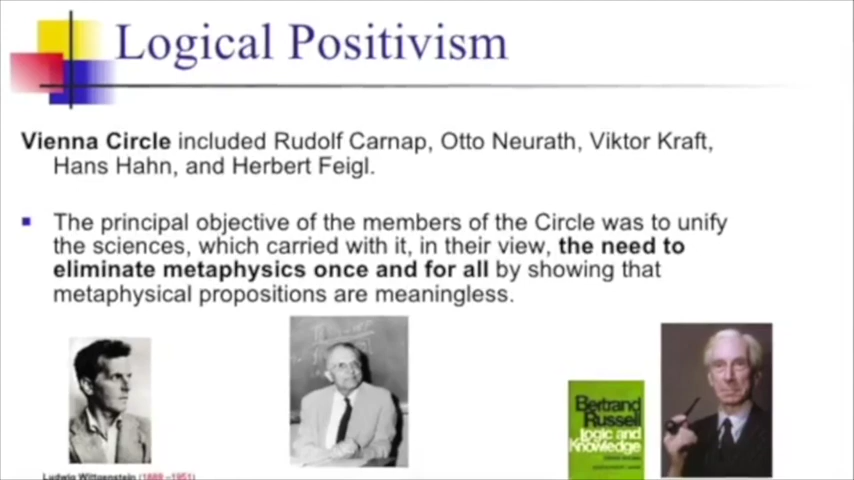 Logical Positivism
Vienna Circle included Rudolf Carnap, Otto Neurath, Viktor Kraft,
Hans Hahn, and Herbert Feigl.
The principal objective of the members of the Circle was to unify
the sciences, which carried with it, in their view, the need to
eliminate metaphysics once and for all by showing that
metaphysical propositions are meaningless.
Bertrand
Russell
Logic and
Knowledge
Ludwig Wittgenstein (1889 –1951)